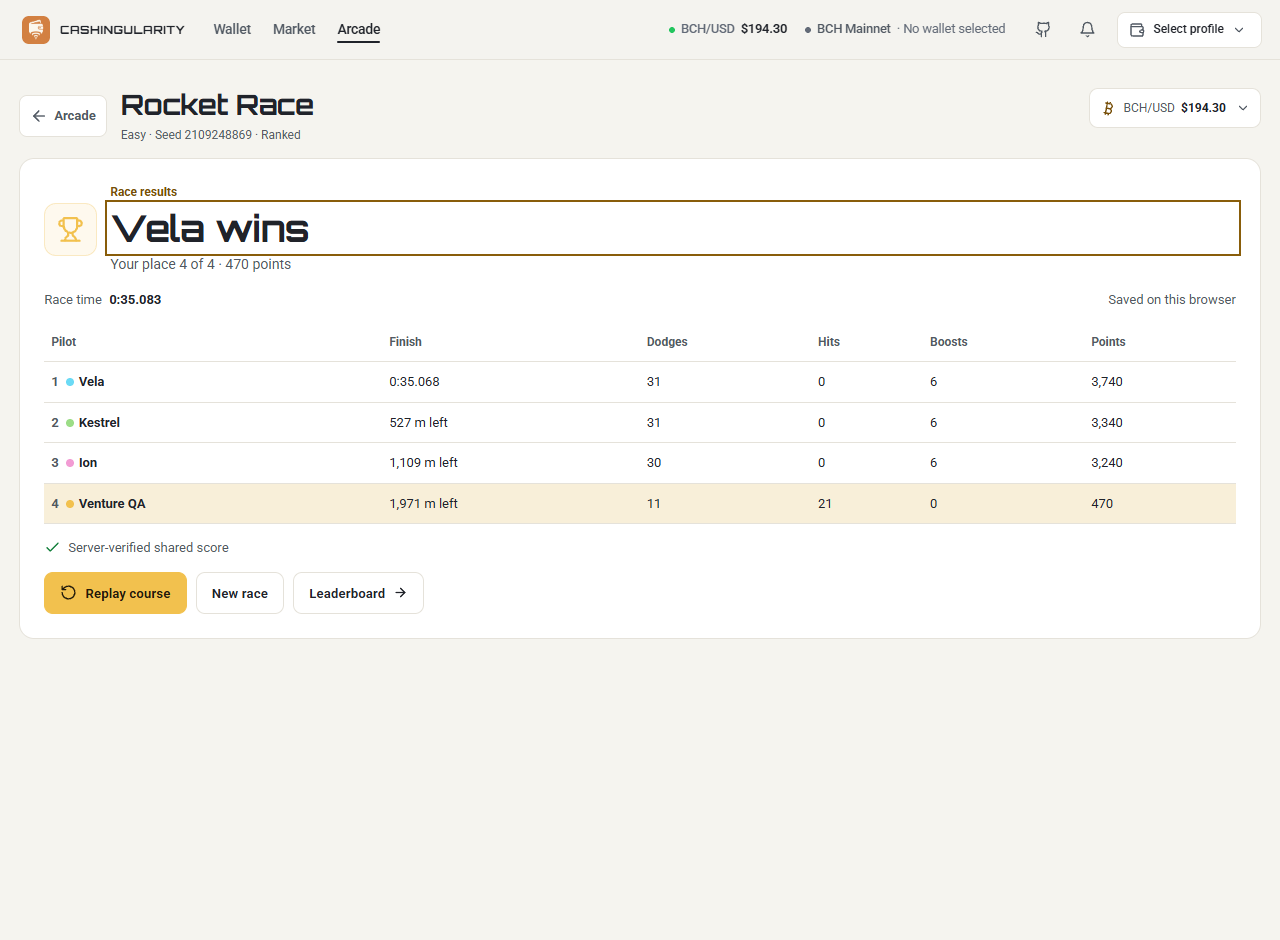 CASHINGULARITY Wallet Market Arcade BCH/USD $194.30 BCH Mainnet · No wallet selected Select profile
Arcade
Rocket Race
Easy · Seed 2109248869 · Ranked
BCH/USD $194.30
Race results
Vela wins
Your place 4 of 4 · 470 points
Race time 0:35.083 Saved on this browser
Pilot Finish Dodges Hits Boosts Points
1 Vela 0:35.068 31 0 6 3,740
2 Kestrel 527 m left 31 0 6 3,340
3 Ion 1,109 m left 30 0 6 3,240
4 Venture QA 1,971 m left 11 21 0 470
Server-verified shared score
Replay course New race Leaderboard